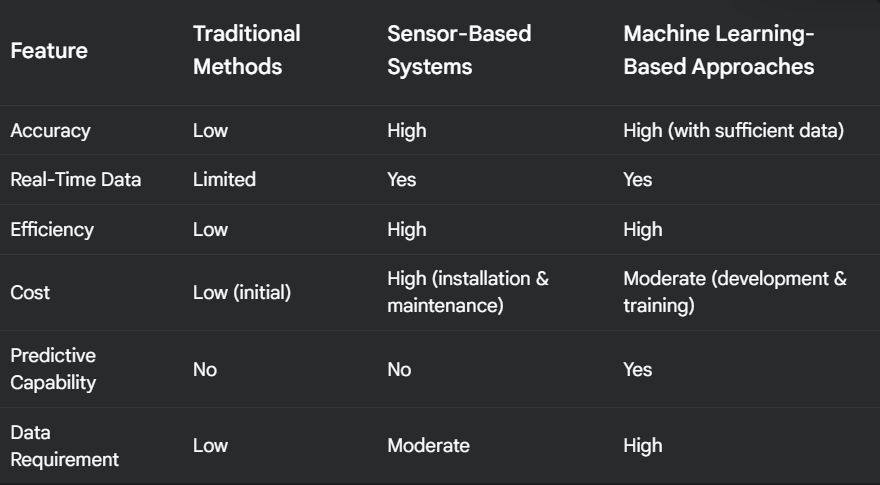 Feature Traditional Methods Sensor-Based Systems Machine Learning-Based Approaches
Accuracy Low High High (with sufficient data)
Real-Time Data Limited Yes Yes
Efficiency Low High High
Cost Low (initial) High (installation & maintenance) Moderate (development & training)
Predictive Capability No No Yes
Data Requirement Low Moderate High